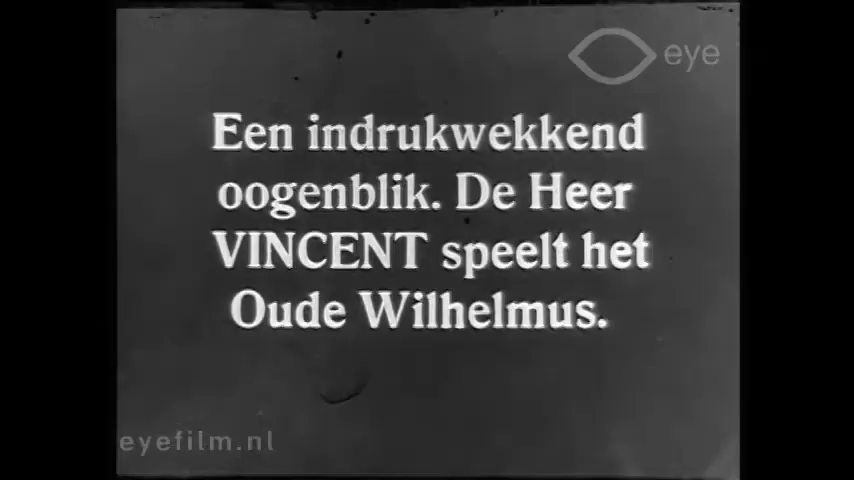 eye
Een indrukwekkend
oogenblik. De Heer
VINCENT speelt het
Oude Wilhelmus.
eyefilm.nl